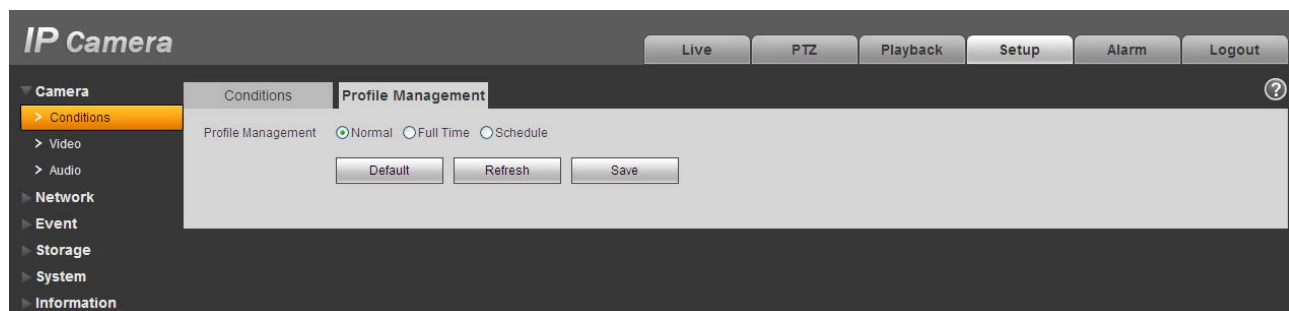 IP Camera
Live PTZ Playback Setup Alarm Logout
Camera
Conditions Profile Management ?
> Conditions
Profile Management Normal Full Time Schedule
> Video
Default Refresh Save
> Audio
Network
Event
Storage
System
Information